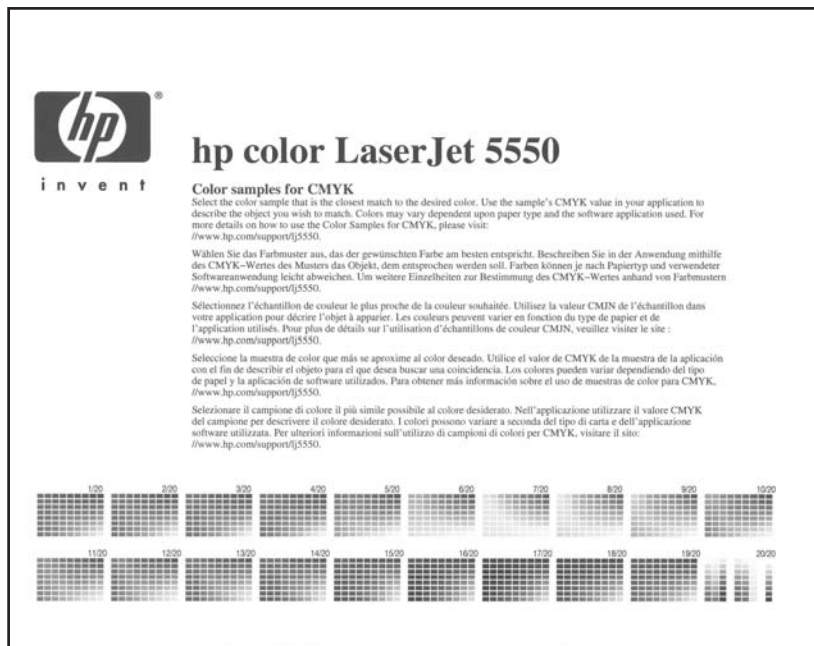 hp
®
invent
hp color LaserJet 5550
Color samples for CMYK
Select the color sample that is the closest match to the desired color. Use the sample's CMYK value in your application to
describe the object you wish to match. Colors may vary dependent upon paper type and the software application used. For
more details on how to use the Color Samples for CMYK, please visit:
//www.hp.com/support/lj5550.
Wählen Sie das Farbmuster aus, das der gewünschten Farbe am besten entspricht. Beschreiben Sie in der Anwendung mithilfe
des CMYK–Wertes des Musters das Objekt, dem entsprochen werden soll. Farben können je nach Papiertyp und verwendeter
Softwareanwendung leicht abweichen. Um weitere Einzelheiten zur Bestimmung des CMYK–Wertes anhand von Farbmustern
//www.hp.com/support/lj5550.
Sélectionnez l'échantillon de couleur le plus proche de la couleur souhaitée. Utilisez la valeur CMJN de l'échantillon dans
votre application pour décrire l'objet à apparier. Les couleurs peuvent varier en fonction du type de papier et de
l'application utilisés. Pour plus de détails sur l'utilisation d'échantillons de couleur CMJN, veuillez visiter le site :
//www.hp.com/support/lj5550.
Seleccione la muestra de color que más se aproxime al color deseado. Utilice el valor de CMYK de la muestra de la aplicación
con el fin de describir el objeto para el que desea buscar una coincidencia. Los colores pueden variar dependiendo del tipo
de papel y la aplicación de software utilizados. Para obtener más información sobre el uso de muestras de color para CMYK,
//www.hp.com/support/lj5550.
Selezionare il campione di colore il più simile possibile al colore desiderato. Nell'applicazione utilizzare il valore CMYK
del campione per descrivere il colore desiderato. I colori possono variare a seconda del tipo di carta e dell'applicazione
software utilizzata. Per ulteriori informazioni sull'utilizzo di campioni di colori per CMYK, visitare il sito:
//www.hp.com/support/lj5550.
1/20 2/20 3/20 4/20 5/20 6/20 7/20 8/20 9/20 10/20
11/20 12/20 13/20 14/20 15/20 16/20 17/20 18/20 19/20 20/20